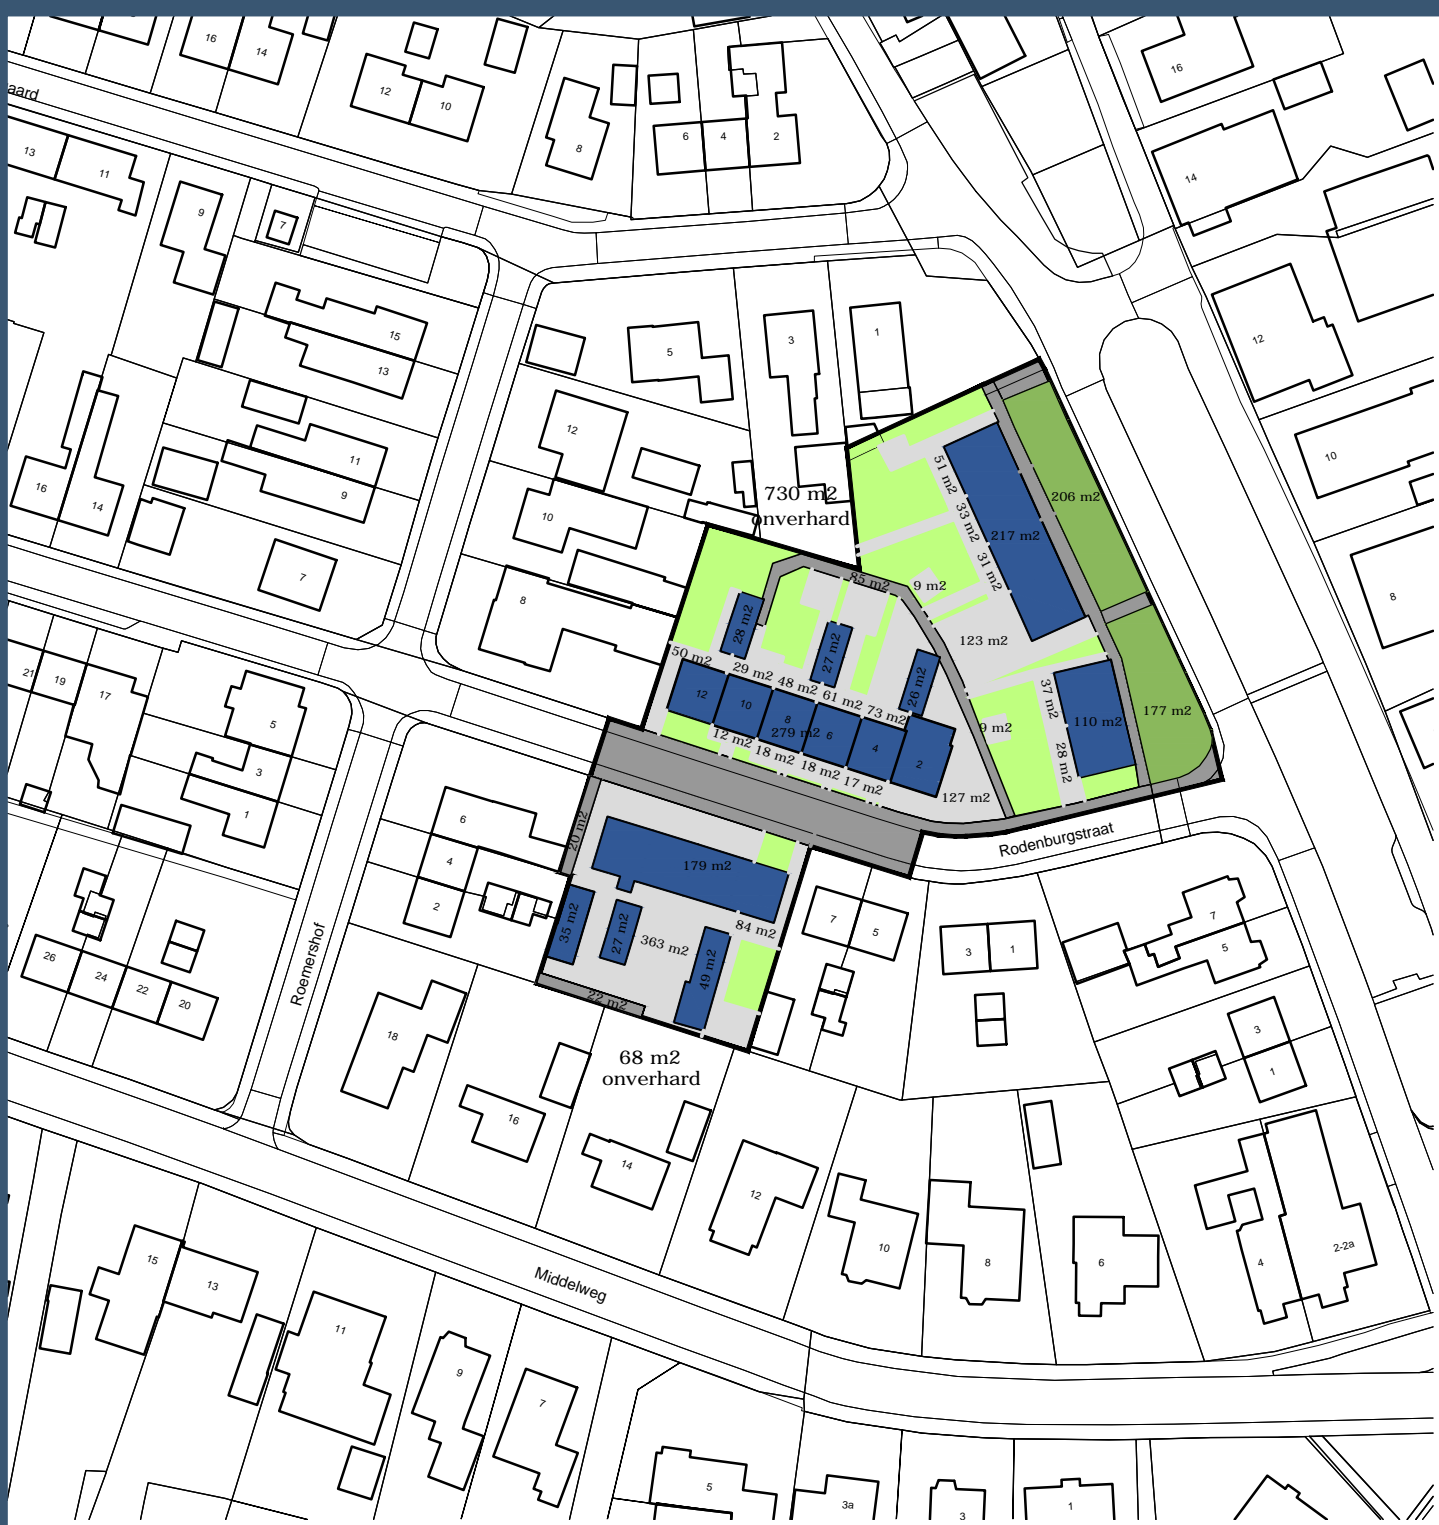 16
14
12
10
8
6
4
2
16
aard
13
11
9
7
14
15
13
5
3
1
12
12
11
9
10
16
14
10
7
8
8
730 m2
onverhard
51 m2
33 m2
31 m2
217 m2
206 m2
85 m2
9 m2
123 m2
28 m2
27 m2
26 m2
50 m2
29 m2
48 m2
61 m2
73 m2
12
10
8
279 m2
6
4
2
12 m2
18 m2
18 m2
17 m2
127 m2
9 m2
37 m2
28 m2
110 m2
177 m2
21
19
17
5
3
1
Rodenburgstraat
6
4
2
20 m2
179 m2
35 m2
27 m2
363 m2
84 m2
49 m2
22 m2
68 m2
onverhard
7
5
3
1
7
5
3
1
26
24
22
20
Roemershof
18
16
14
12
10
8
6
4
2-2a
Middelweg
15
13
11
9
7
5
3a
3
1